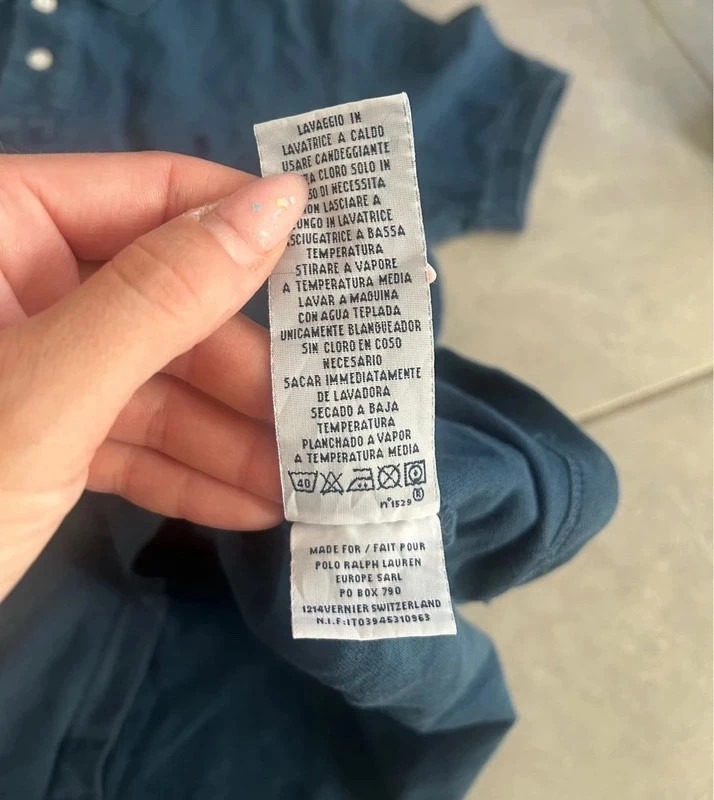 LAVAGGIO IN
LAVATRICE A CALDO
USARE CANDEGGIANTE
CLORO SOLO IN
DI NECESSITA
LASCIARE A
IN LAVATRICE
A BASSA
TEMPERATURA
STIRARE A VAPORE
A TEMPERATURA MEDIA
LAVAR A MAQUINA
CON AGUA TEPLADA
UNICAMENTE BLANQUEADOR
SIN CLORO EN COSO
NECESARIO
SACAR IMMEDIATAMENTE
DE LAVADORA
SECADO A BAJA
TEMPERATURA
PLANCHADO A VAPOR
A TEMPERATURA MEDIA
40
n°1529 ®
MADE FOR / FAIT POUR
POLO RALPH LAUREN
EUROPE SARL
PO BOX 790
1214VERNIER SWITZERLAND
N.I.F:IT03945310963